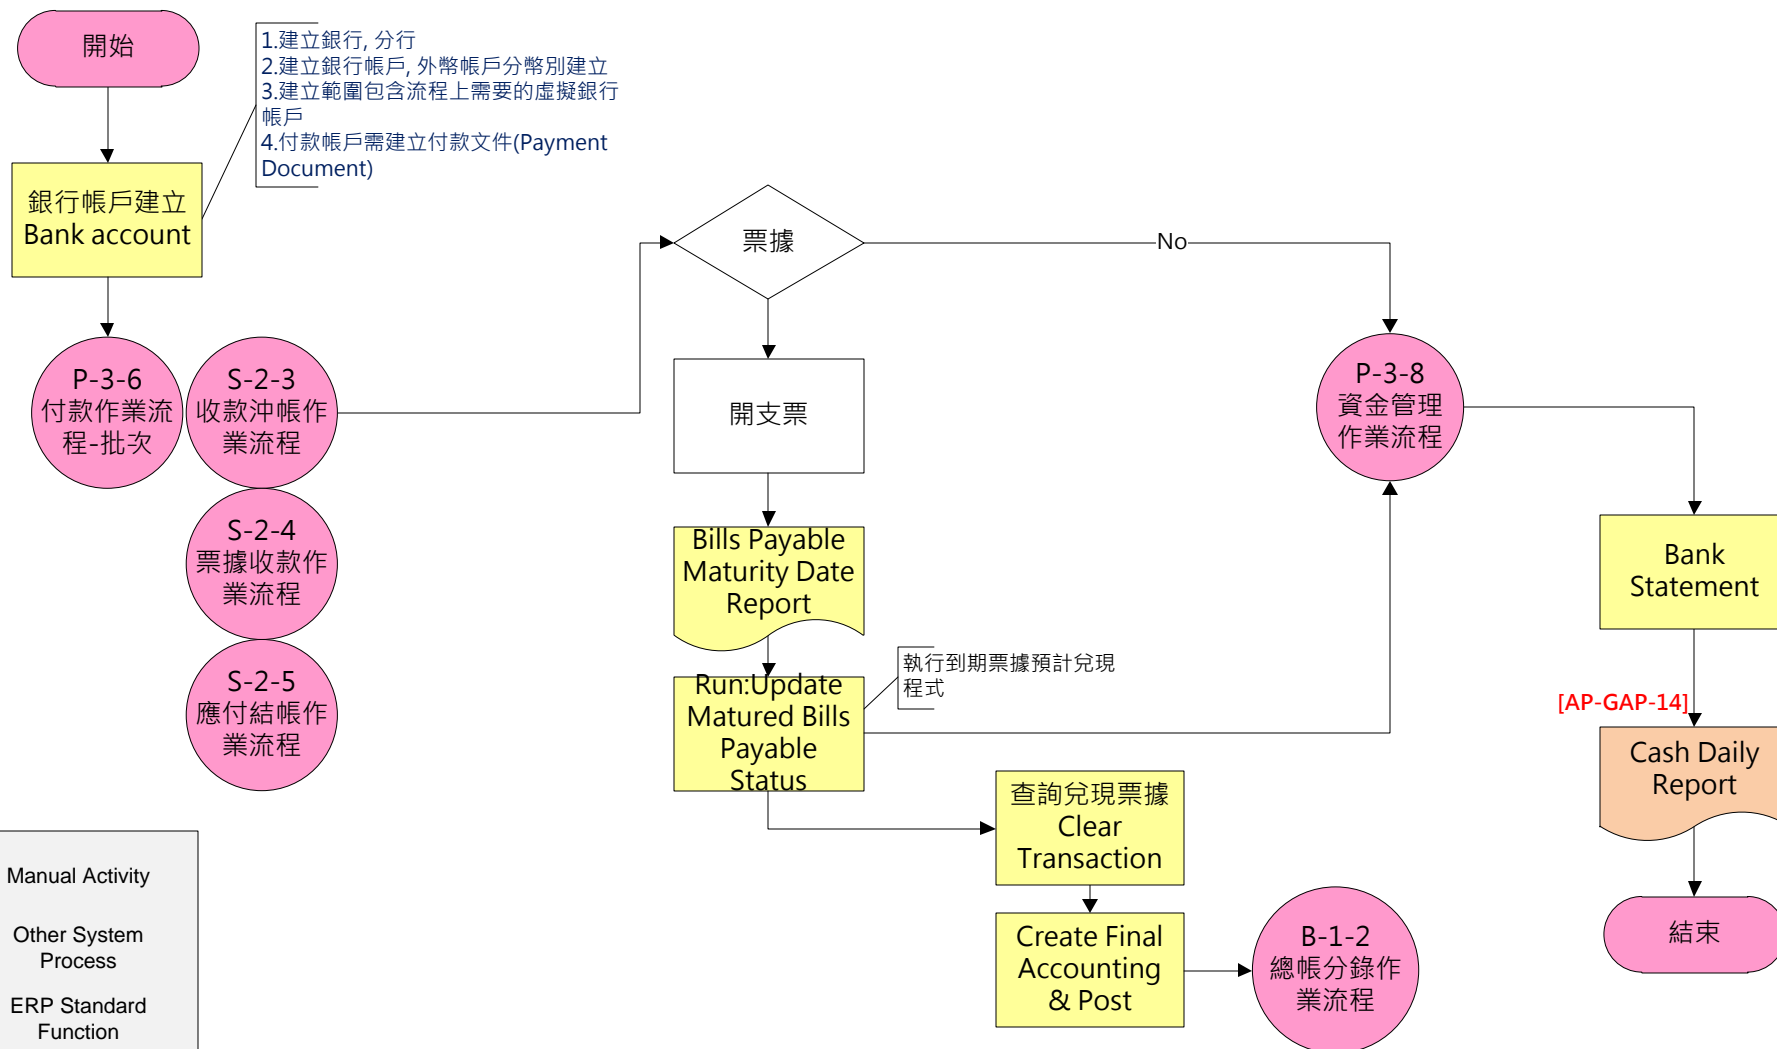 開始
1.建立銀行, 分行
2.建立銀行帳戶, 外幣帳戶分幣別建立
3.建立範圍包含流程上需要的虛擬銀行
帳戶
4.付款帳戶需建立付款文件(Payment
Document)
銀行帳戶建立
Bank account
票據
No
P-3-6
付款作業流
程-批次
S-2-3
收款沖帳作
業流程
開支票
P-3-8
資金管理
作業流程
S-2-4
票據收款作
業流程
Bills Payable
Maturity Date
Report
Bank
Statement
S-2-5
應付結帳作
業流程
Run:Update
Matured Bills
Payable
Status
執行到期票據預計兌現
程式
[AP-GAP-14]
Cash Daily
Report
查詢兌現票據
Clear
Transaction
Create Final
Accounting
& Post
B-1-2
總帳分錄作
業流程
結束
Manual Activity
Other System
Process
ERP Standard
Function